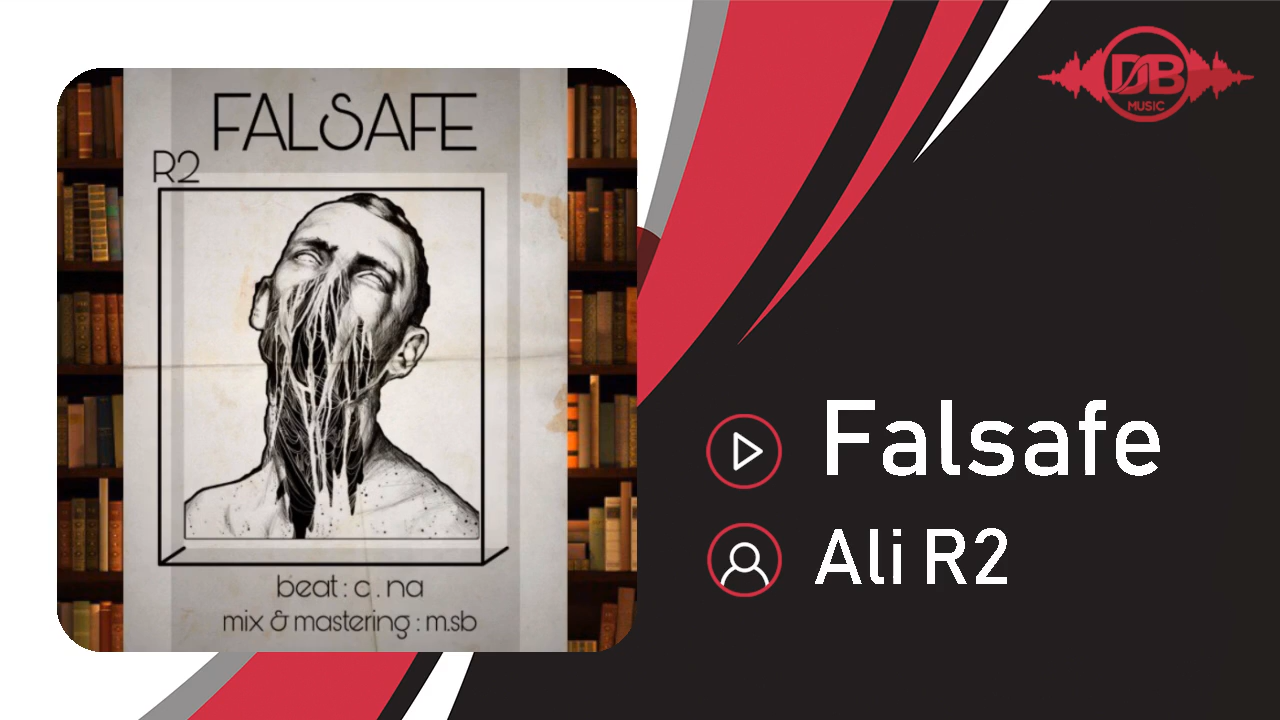 FALSAFE
R2
beat : c . na
mix & mastering : m.sb
DB
MUSIC
Falsafe
Ali R2